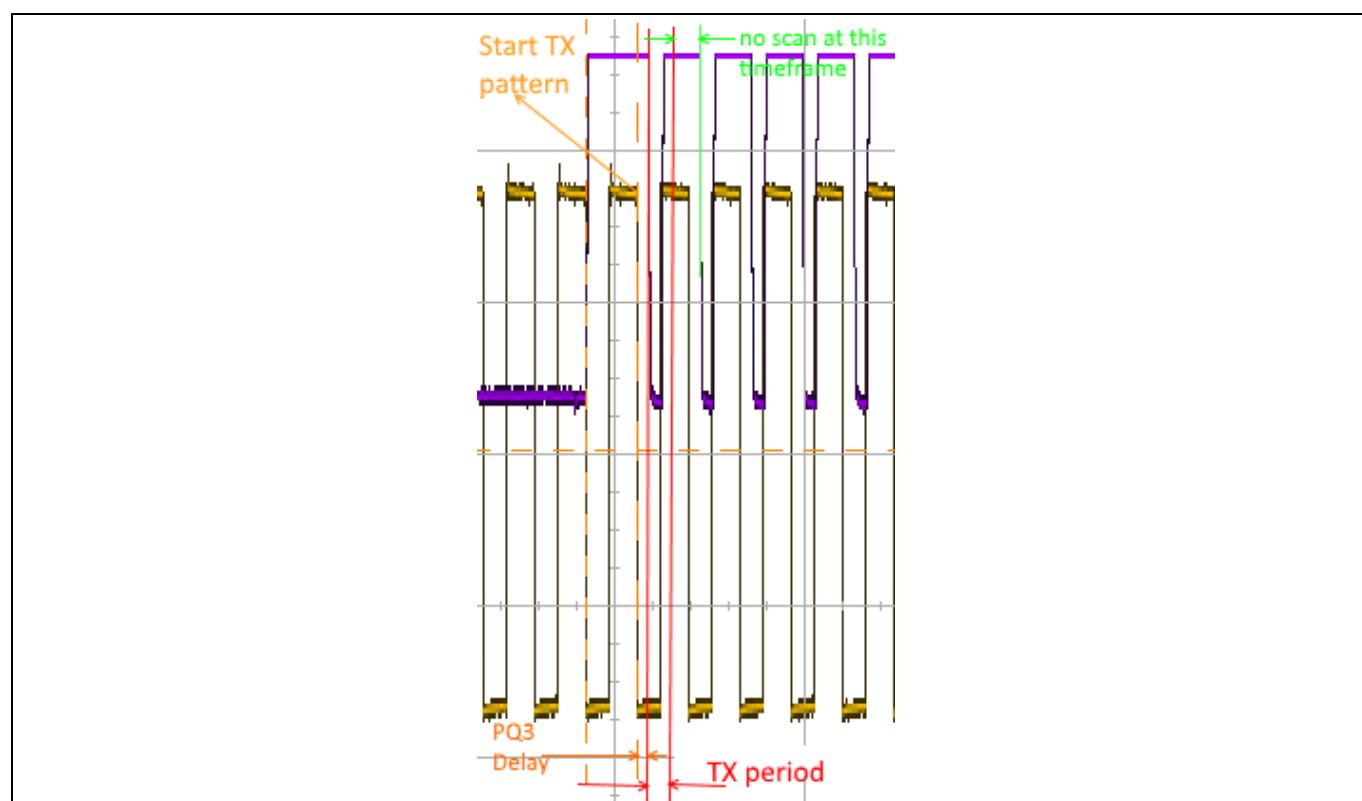 Start TX
pattern
no scan at this
timeframe
PQ3
Delay
TX period